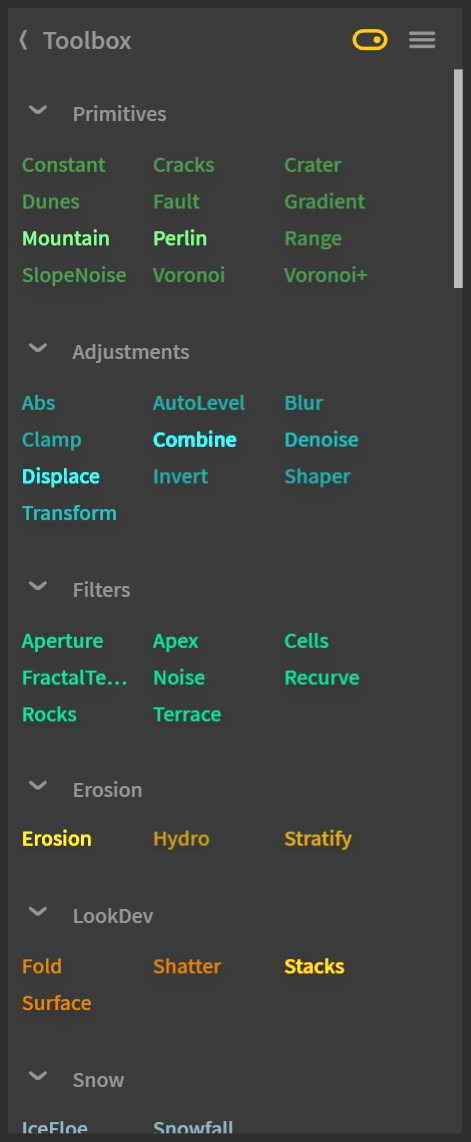 Toolbox
Primitives
Constant Cracks Crater
Dunes Fault Gradient
Mountain Perlin Range
SlopeNoise Voronoi Voronoi+
Adjustments
Abs AutoLevel Blur
Clamp Combine Denoise
Displace Invert Shaper
Transform
Filters
Aperture Apex Cells
FractalTe... Noise Recurve
Rocks Terrace
Erosion
Erosion Hydro Stratify
LookDev
Fold Shatter Stacks
Surface
Snow
IceFloe Snowfall